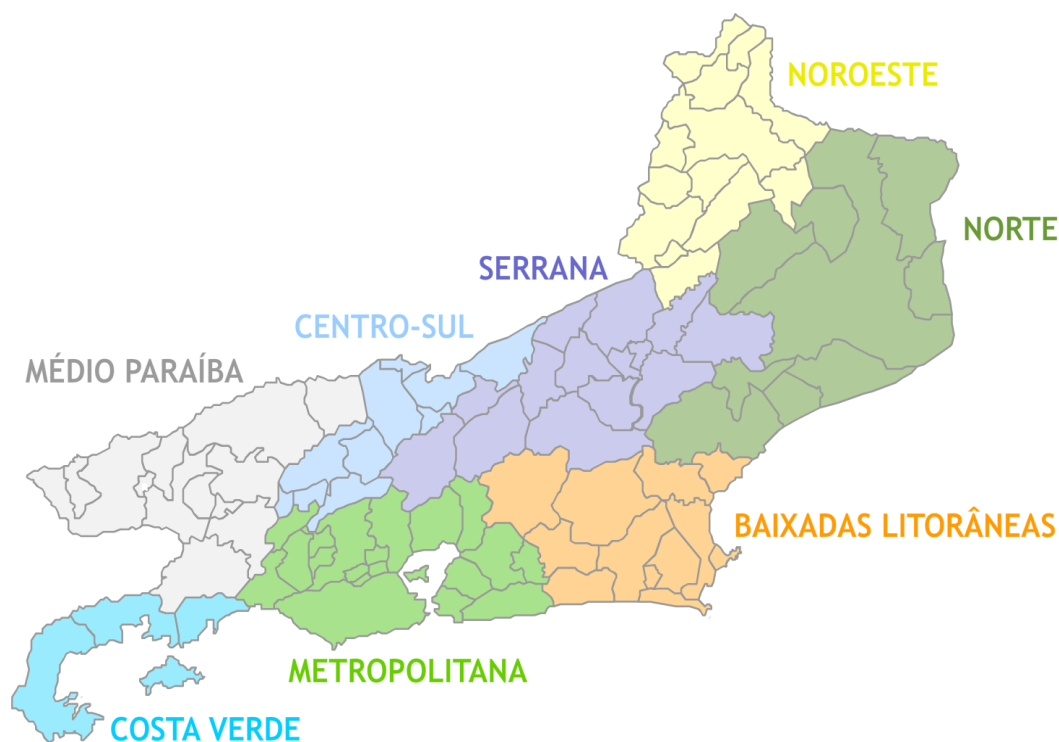 NOROESTE
NORTE
SERRANA
CENTRO-SUL
MÉDIO PARAÍBA
BAIXADAS LITORÂNEAS
METROPOLITANA
COSTA VERDE